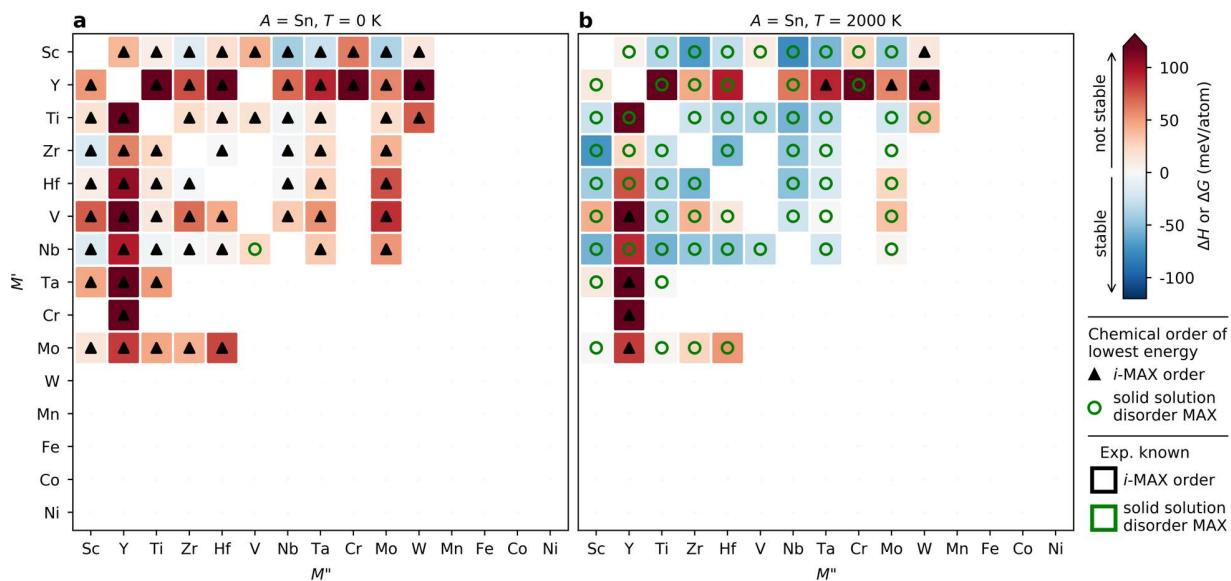 a
A = Sn, T = 0 K
b
A = Sn, T = 2000 K
M'
Sc
Y
Ti
Zr
Hf
V
Nb
Ta
Cr
Mo
W
Mn
Fe
Co
Ni
Sc Y Ti Zr Hf V Nb Ta Cr Mo W Mn Fe Co Ni
M"
Sc Y Ti Zr Hf V Nb Ta Cr Mo W Mn Fe Co Ni
M"
not stable
stable
100
50
0
-50
-100
ΔH or ΔG (meV/atom)
Chemical order of
lowest energy
i-MAX order
solid solution
disorder MAX
Exp. known
i-MAX order
solid solution
disorder MAX